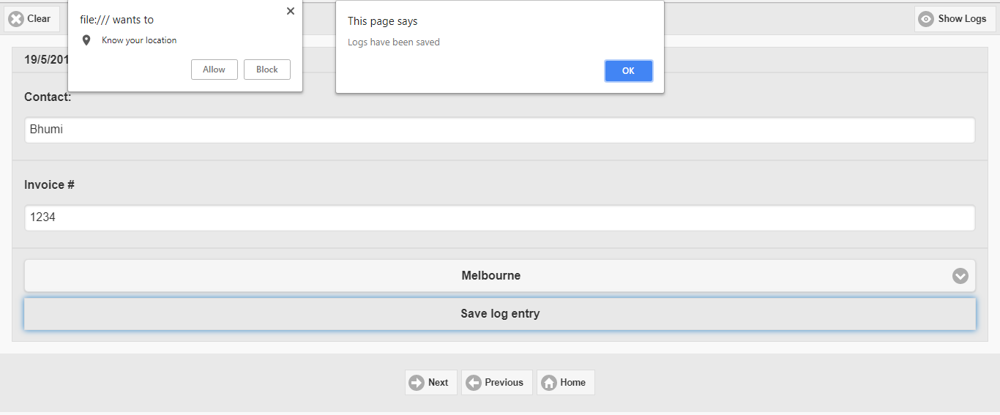 Clear
file:/// wants to
Know your location
Allow
Block
This page says
Logs have been saved
OK
Show Logs
19/5/201
Contact:
Bhumi
Invoice #
1234
Melbourne
Save log entry
Next
Previous
Home